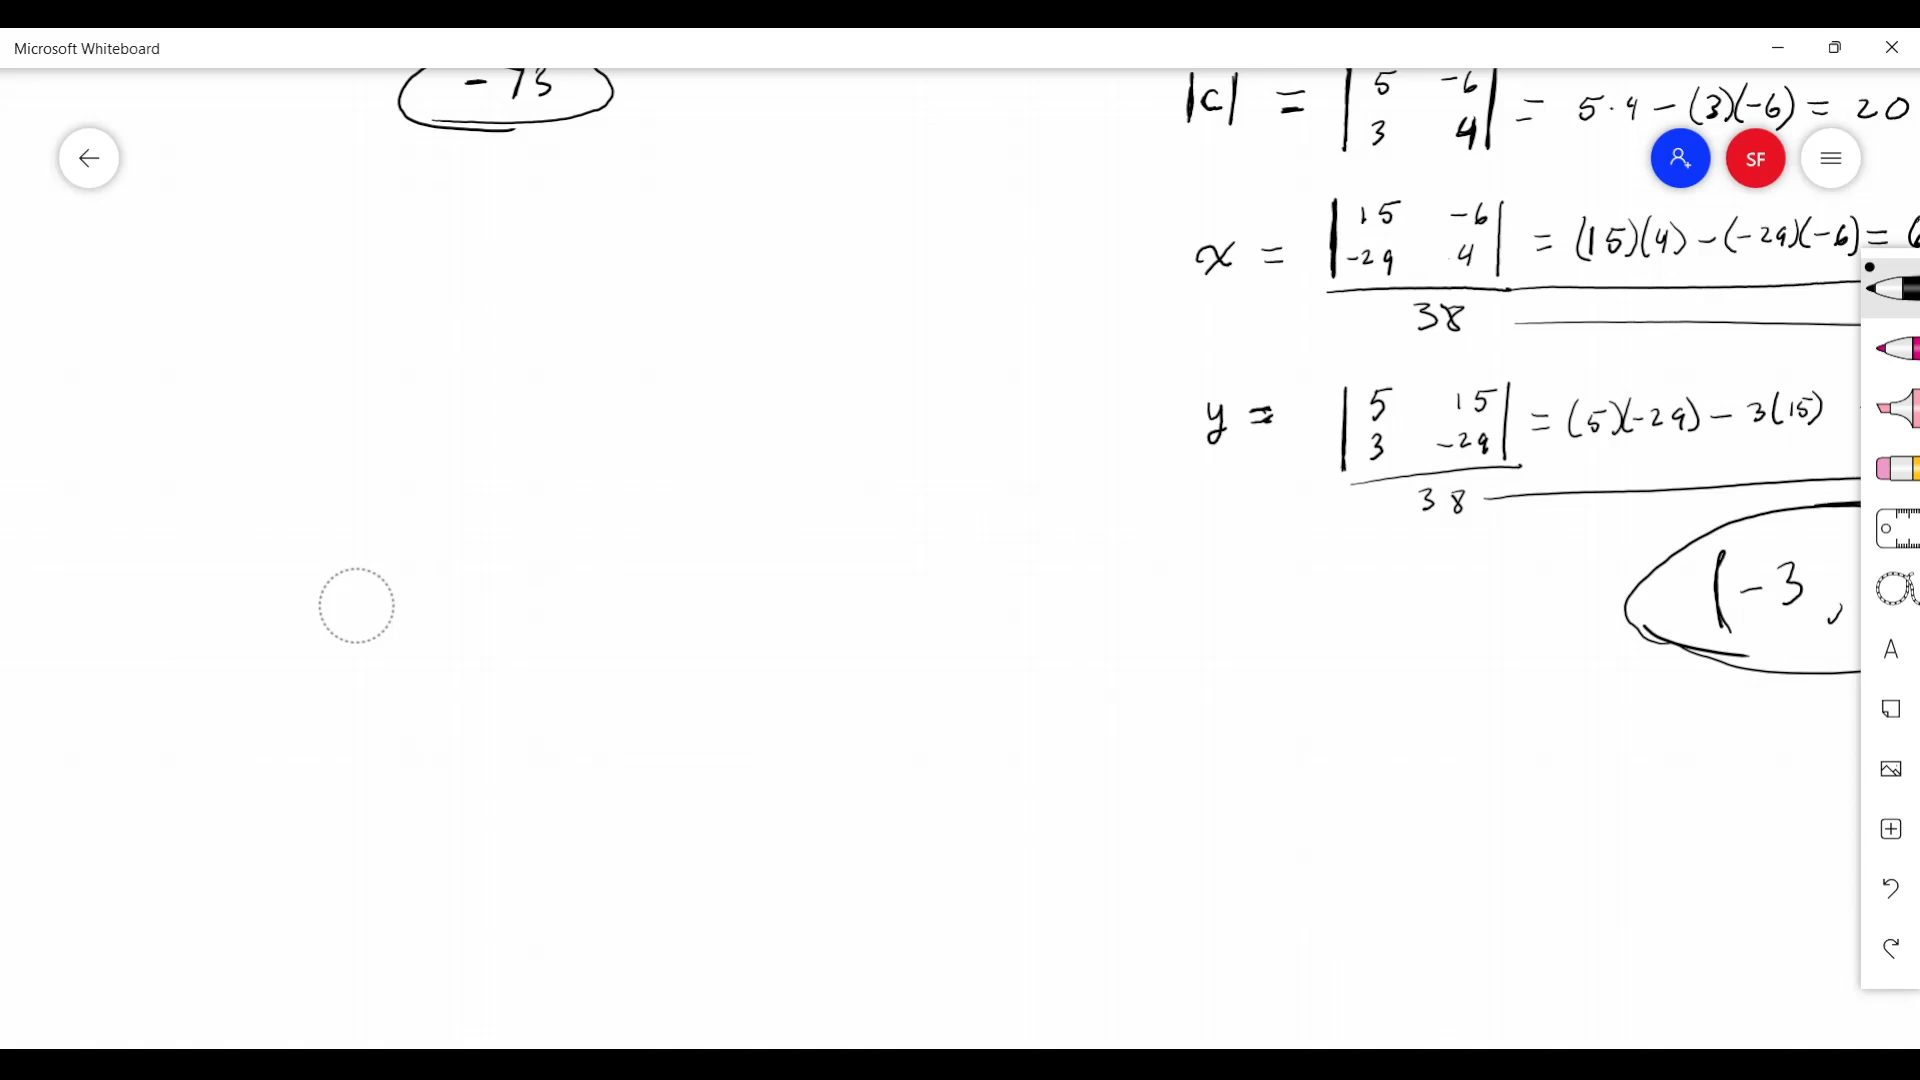 Microsoft Whiteboard
- 73
|C| = | 5 -6 | = 5·4 - (3)(-6) = 20
| 3 4 |
SF
x = | 15 -6 | = (15)(4) - (-29)(-6) =
| -29 4 |
38
y = | 5 15 | = (5)(-29) - 3(15)
| 3 -29 |
38
(-3 ,
A